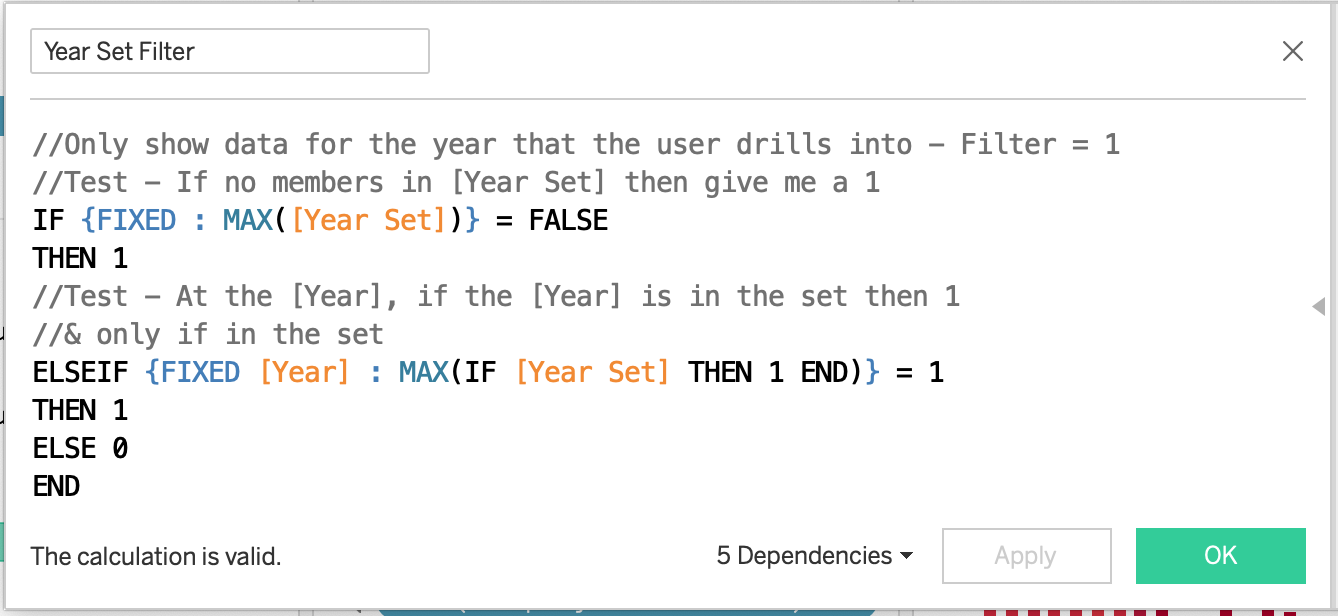 Year Set Filter
//Only show data for the year that the user drills into – Filter = 1
//Test – If no members in [Year Set] then give me a 1
IF {FIXED : MAX([Year Set])} = FALSE
THEN 1
//Test – At the [Year], if the [Year] is in the set then 1
//& only if in the set
ELSEIF {FIXED [Year] : MAX(IF [Year Set] THEN 1 END)} = 1
THEN 1
ELSE 0
END
The calculation is valid.
5 Dependencies
Apply
OK